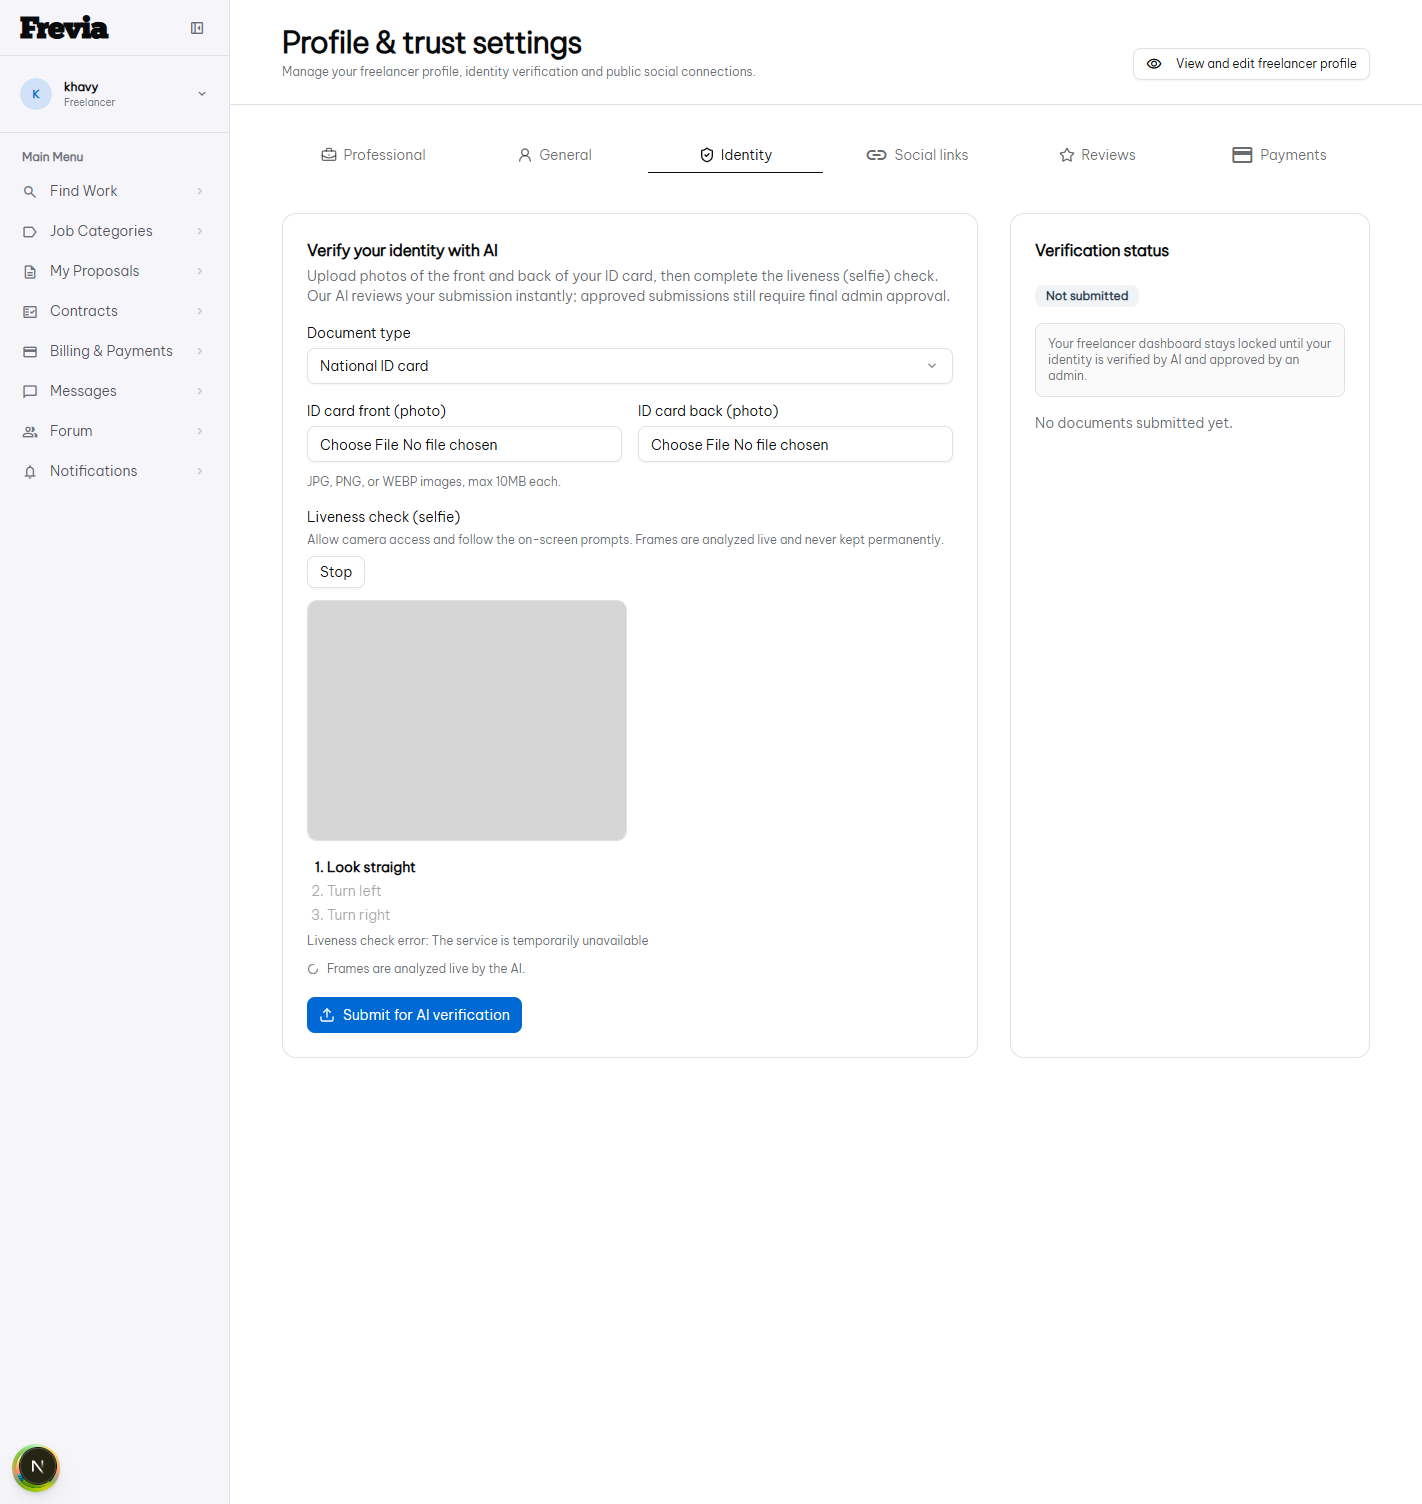 Frevia
K
khavy
Freelancer
Main Menu
Find Work
Job Categories
My Proposals
Contracts
Billing & Payments
Messages
Forum
Notifications
N
Profile & trust settings
Manage your freelancer profile, identity verification and public social connections.
View and edit freelancer profile
Professional
General
Identity
Social links
Reviews
Payments
Verify your identity with AI
Upload photos of the front and back of your ID card, then complete the liveness (selfie) check.
Our AI reviews your submission instantly; approved submissions still require final admin approval.
Document type
National ID card
ID card front (photo)
Choose File No file chosen
ID card back (photo)
Choose File No file chosen
JPG, PNG, or WEBP images, max 10MB each.
Liveness check (selfie)
Allow camera access and follow the on-screen prompts. Frames are analyzed live and never kept permanently.
Stop
1. Look straight
2. Turn left
3. Turn right
Liveness check error: The service is temporarily unavailable
Frames are analyzed live by the AI.
Submit for AI verification
Verification status
Not submitted
Your freelancer dashboard stays locked until your
identity is verified by AI and approved by an
admin.
No documents submitted yet.